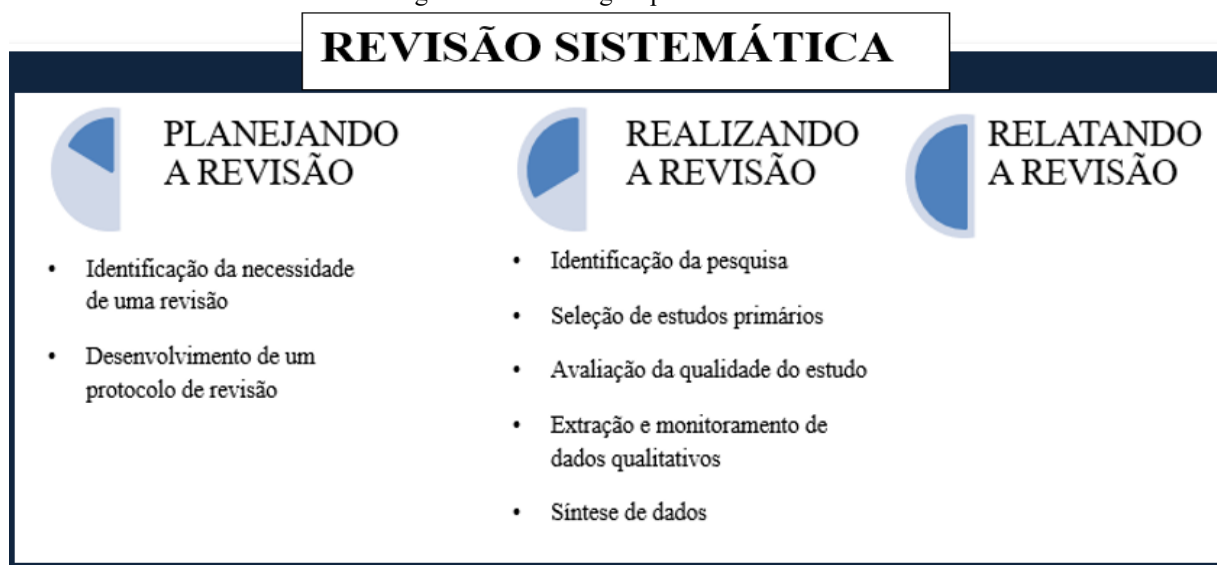 REVISÃO SISTEMÁTICA
PLANEJANDO
A REVISÃO
• Identificação da necessidade
de uma revisão
• Desenvolvimento de um
protocolo de revisão
REALIZANDO
A REVISÃO
• Identificação da pesquisa
• Seleção de estudos primários
• Avaliação da qualidade do estudo
• Extração e monitoramento de
dados qualitativos
• Síntese de dados
RELATANDO
A REVISÃO